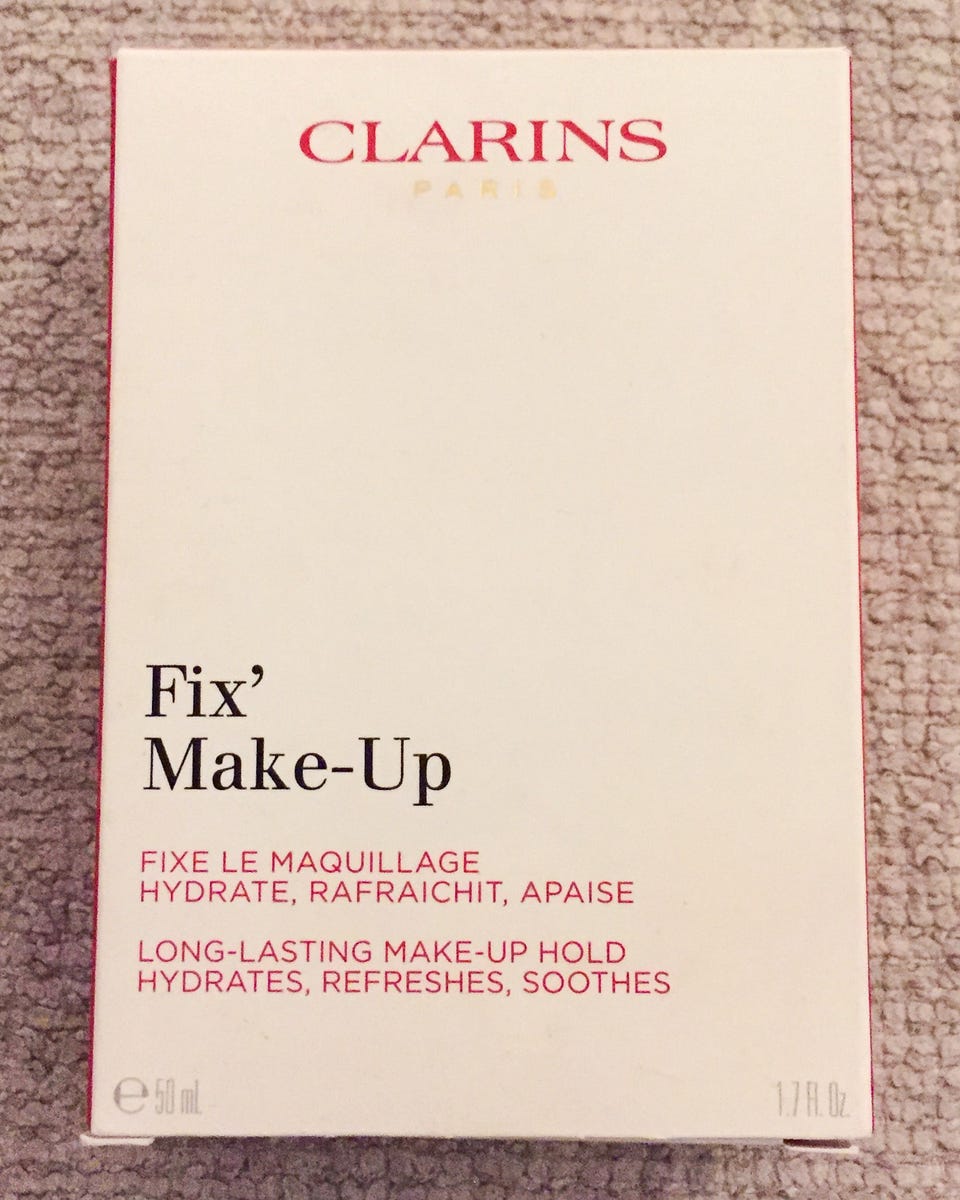 CLARINS
PARIS
Fix’
Make-Up
FIXE LE MAQUILLAGE
HYDRATE, RAFRAICHIT, APAISE
LONG-LASTING MAKE-UP HOLD
HYDRATES, REFRESHES, SOOTHES
℮ 50 mL 1.7 Fl. Oz.